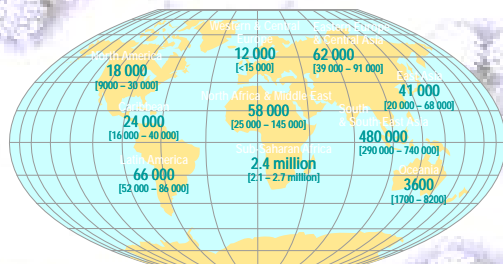 Western & Central
Europe
12 000
[<15 000]
Eastern Europe
& Central Asia
62 000
[39 000 – 91 000]
North America
18 000
[9000 – 30 000]
East Asia
41 000
[20 000 – 68 000]
Caribbean
24 000
[16 000 – 40 000]
North Africa & Middle East
58 000
[25 000 – 145 000]
South
& South-East Asia
480 000
[290 000 – 740 000]
Latin America
66 000
[52 000 – 86 000]
Sub-Saharan Africa
2.4 million
[2.1 – 2.7 million]
Oceania
3600
[1700 – 8200]